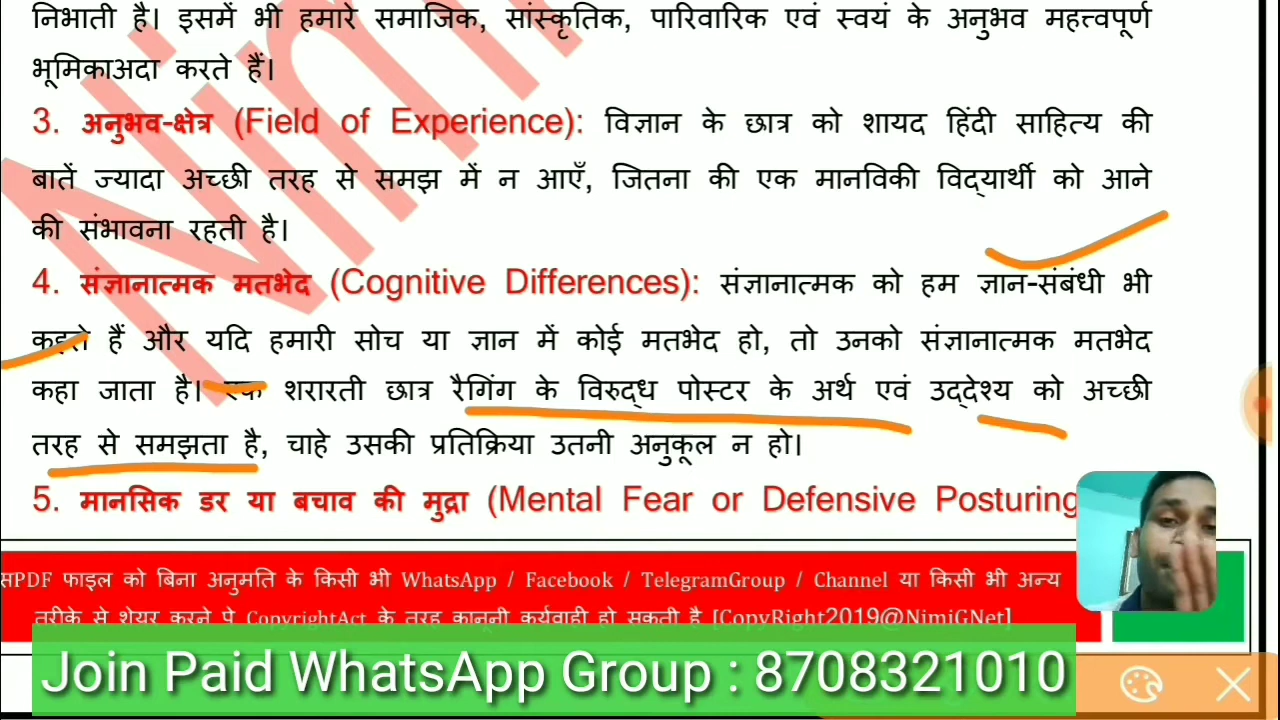 निभाती है। इसमें भी हमारे समाजिक, सांस्कृतिक, पारिवारिक एवं स्वयं के अनुभव महत्त्वपूर्ण
भूमिकाअदा करते हैं।
3. अनुभव-क्षेत्र (Field of Experience): विज्ञान के छात्र को शायद हिंदी साहित्य की
बातें ज्यादा अच्छी तरह से समझ में न आएँ, जितना की एक मानविकी विद्यार्थी को आने
की संभावना रहती है।
4. संज्ञानात्मक मतभेद (Cognitive Differences): संज्ञानात्मक को हम ज्ञान-संबंधी भी
कहते हैं और यदि हमारी सोच या ज्ञान में कोई मतभेद हो, तो उनको संज्ञानात्मक मतभेद
कहा जाता है। एक शरारती छात्र रैगिंग के विरुद्ध पोस्टर के अर्थ एवं उद्देश्य को अच्छी
तरह से समझता है, चाहे उसकी प्रतिक्रिया उतनी अनुकूल न हो।
5. मानसिक डर या बचाव की मुद्रा (Mental Fear or Defensive Posturing
सPDF फाइल को बिना अनुमति के किसी भी WhatsApp / Facebook / TelegramGroup / Channel या किसी भी अन्य
तरीके से शेयर करने पे CopyrightAct के तरह कानूनी कर्यवाही हो सकती है [CopyRight2019@NimiGNet]
Join Paid WhatsApp Group : 8708321010